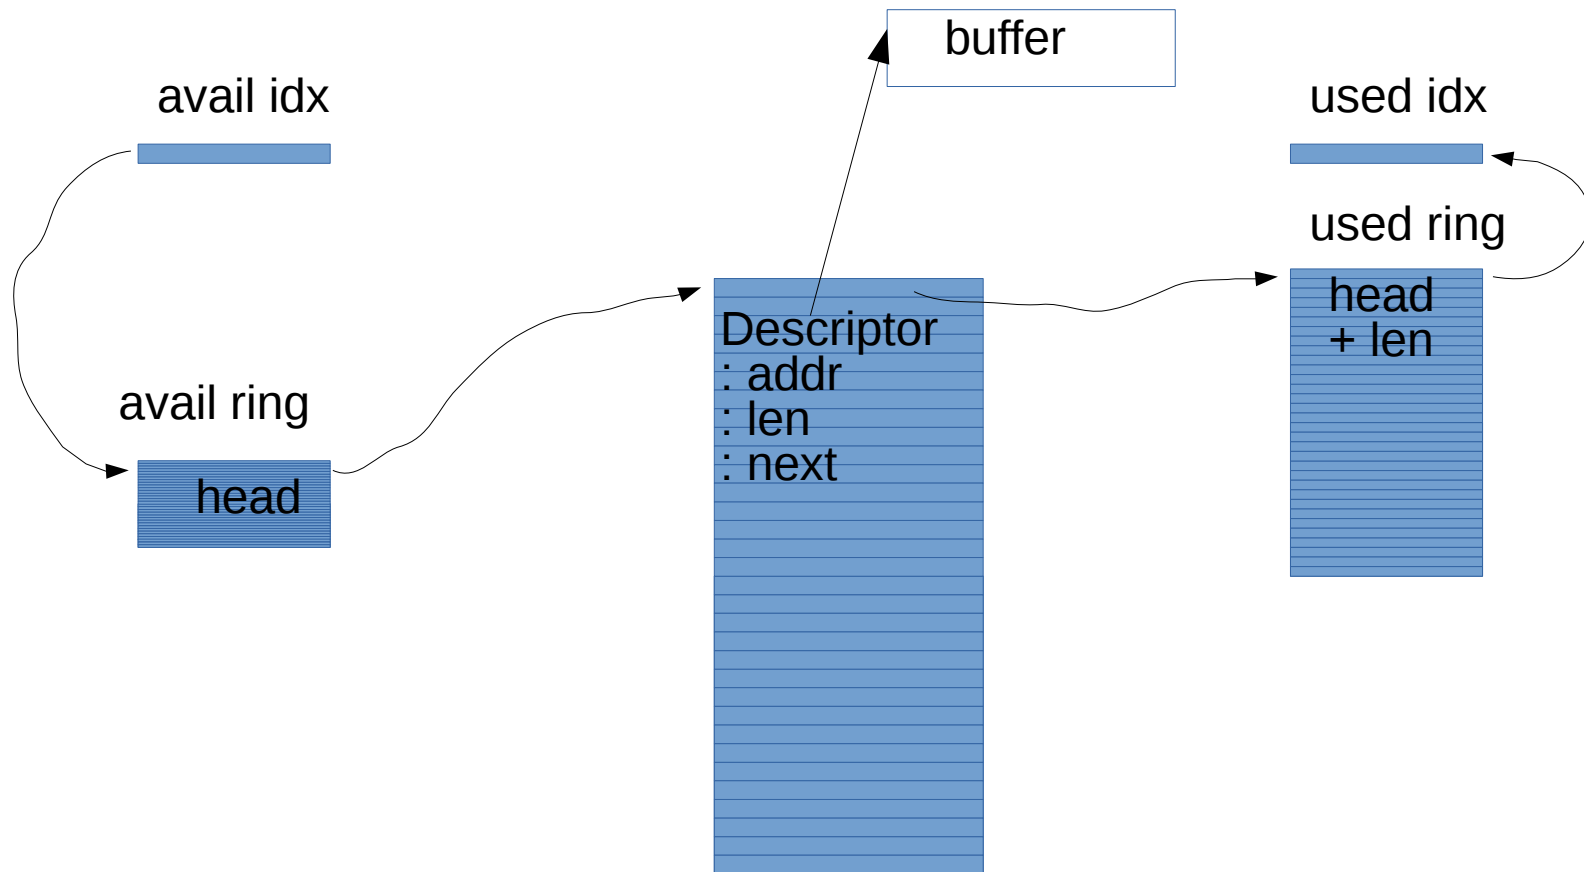 buffer
avail idx
used idx
used ring
head
+ len
Descriptor
: addr
: len
: next
avail ring
head